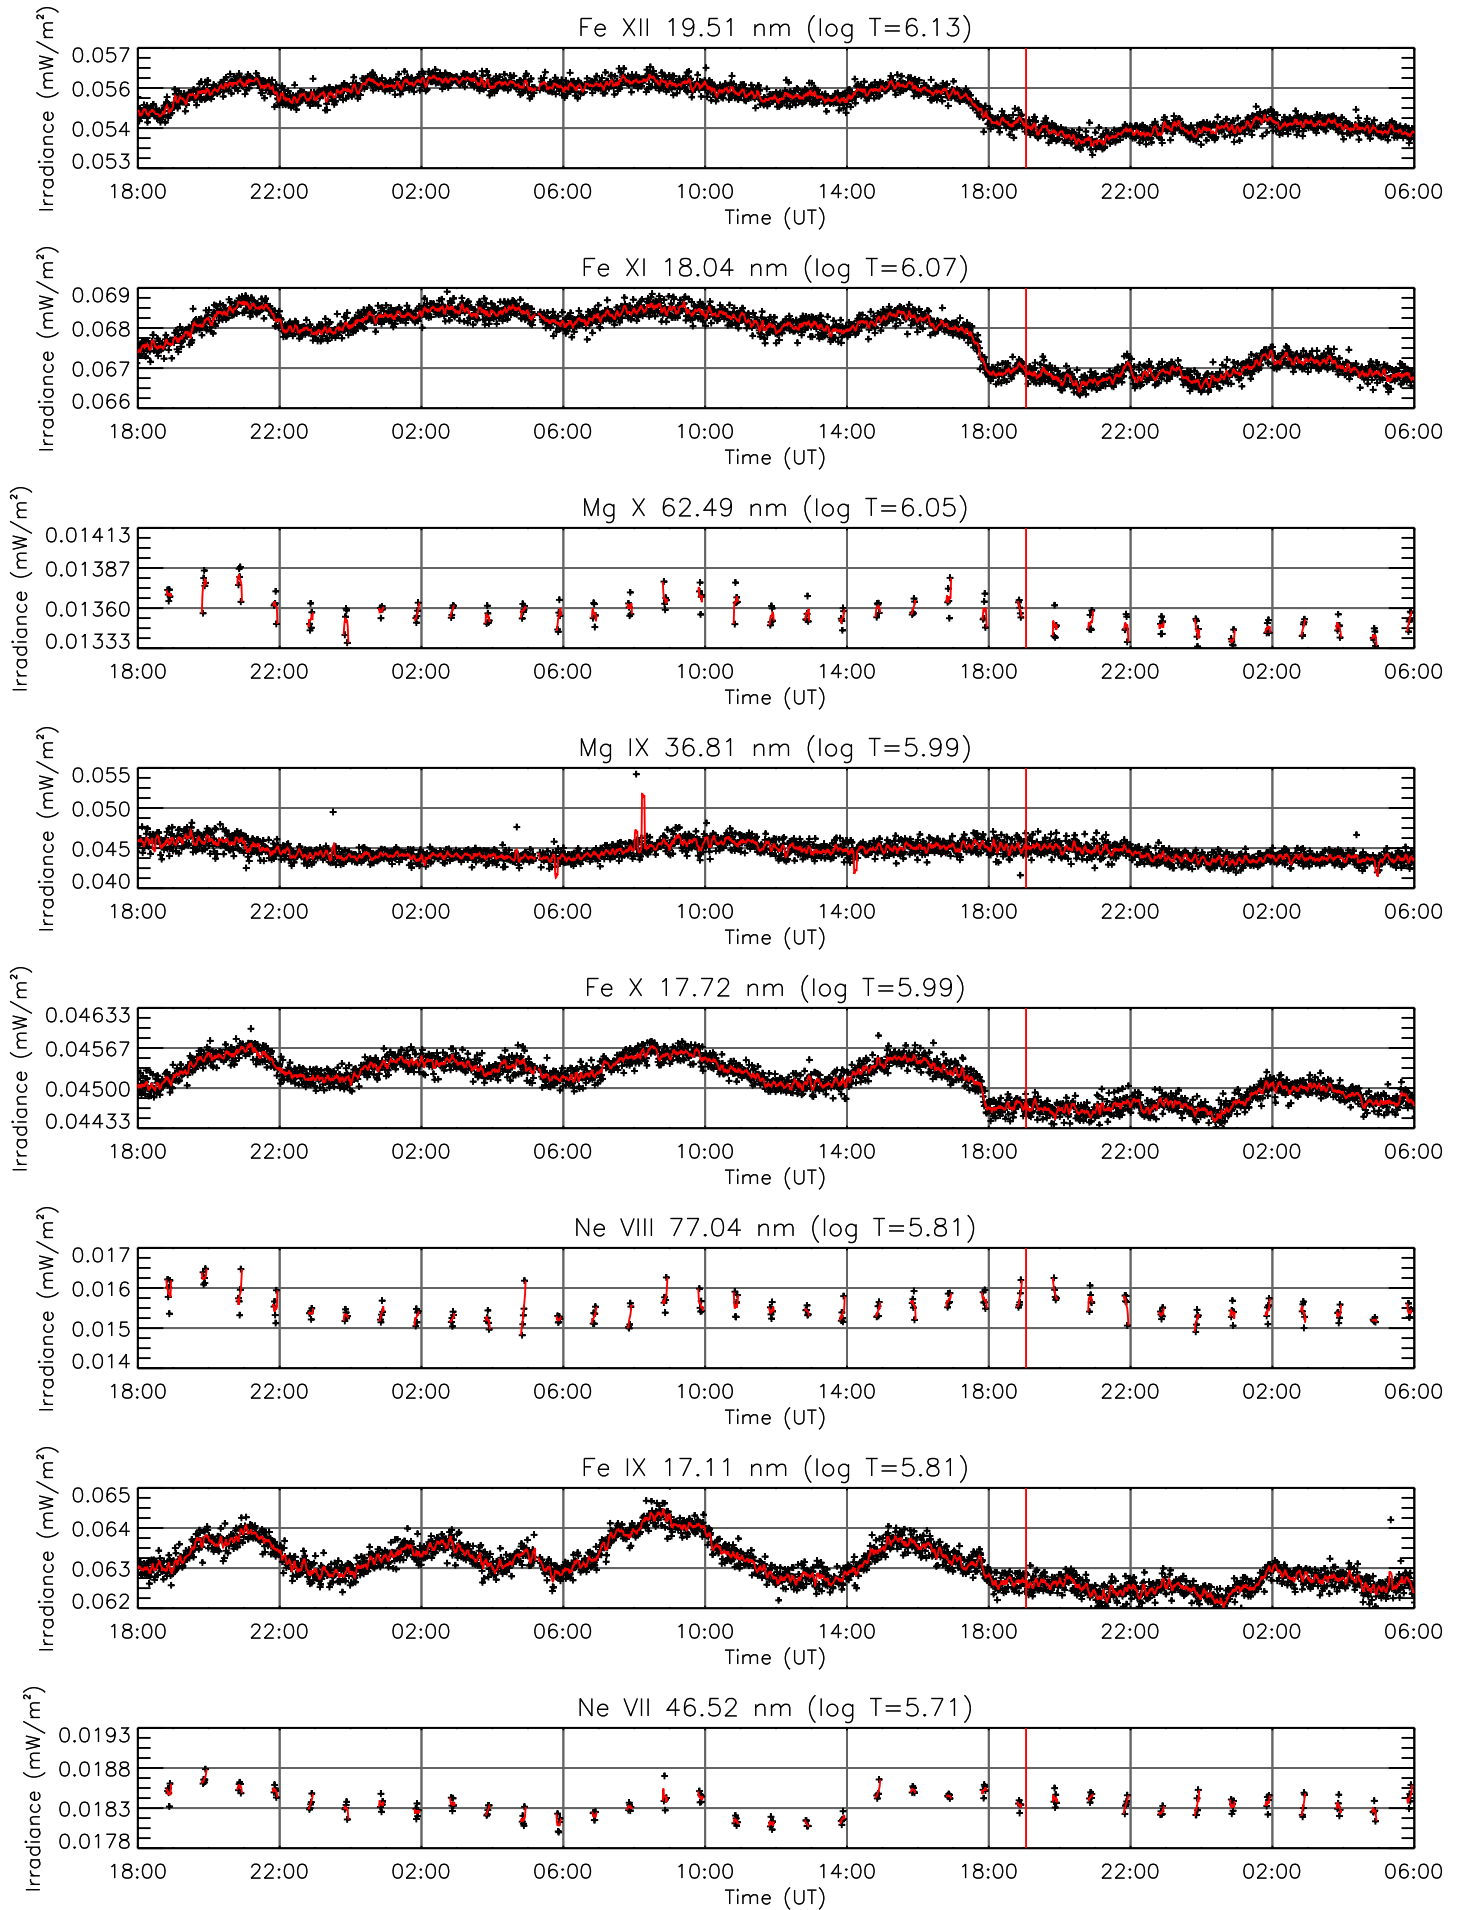 Fe XII 19.51 nm (log T=6.13)
Irradiance (mW/m²)
0.057
0.056
0.054
0.053
18:00 22:00 02:00 06:00 10:00 14:00 18:00 22:00 02:00 06:00
Time (UT)
Fe XI 18.04 nm (log T=6.07)
Irradiance (mW/m²)
0.069
0.068
0.067
0.066
18:00 22:00 02:00 06:00 10:00 14:00 18:00 22:00 02:00 06:00
Time (UT)
Mg X 62.49 nm (log T=6.05)
Irradiance (mW/m²)
0.01413
0.01387
0.01360
0.01333
18:00 22:00 02:00 06:00 10:00 14:00 18:00 22:00 02:00 06:00
Time (UT)
Mg IX 36.81 nm (log T=5.99)
Irradiance (mW/m²)
0.055
0.050
0.045
0.040
18:00 22:00 02:00 06:00 10:00 14:00 18:00 22:00 02:00 06:00
Time (UT)
Fe X 17.72 nm (log T=5.99)
Irradiance (mW/m²)
0.04633
0.04567
0.04500
0.04433
18:00 22:00 02:00 06:00 10:00 14:00 18:00 22:00 02:00 06:00
Time (UT)
Ne VIII 77.04 nm (log T=5.81)
Irradiance (mW/m²)
0.017
0.016
0.015
0.014
18:00 22:00 02:00 06:00 10:00 14:00 18:00 22:00 02:00 06:00
Time (UT)
Fe IX 17.11 nm (log T=5.81)
Irradiance (mW/m²)
0.065
0.064
0.063
0.062
18:00 22:00 02:00 06:00 10:00 14:00 18:00 22:00 02:00 06:00
Time (UT)
Ne VII 46.52 nm (log T=5.71)
Irradiance (mW/m²)
0.0193
0.0188
0.0183
0.0178
18:00 22:00 02:00 06:00 10:00 14:00 18:00 22:00 02:00 06:00
Time (UT)